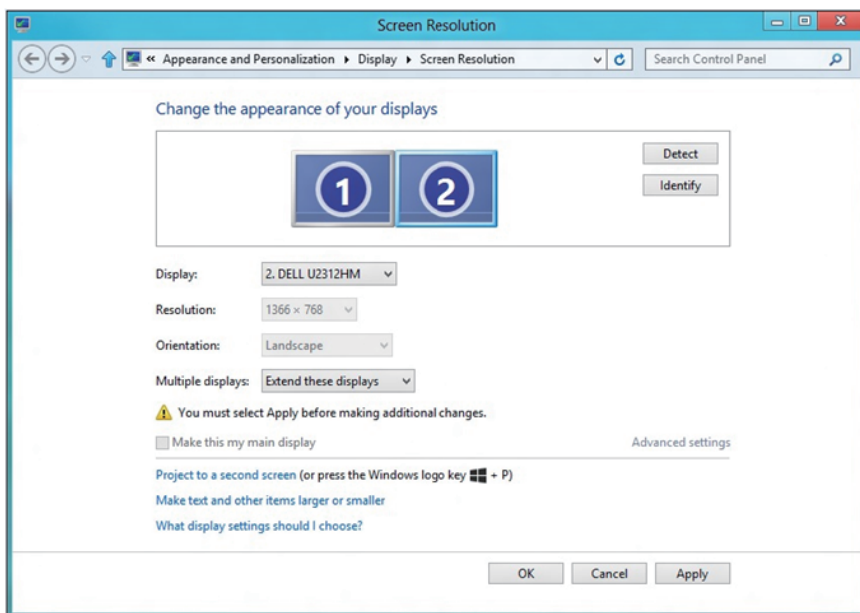 Screen Resolution
« Appearance and Personalization Display Screen Resolution
Search Control Panel
Change the appearance of your displays
1 2
Detect
Identify
Display: 2. DELL U2312HM
Resolution: 1366 × 768
Orientation: Landscape
Multiple displays: Extend these displays
You must select Apply before making additional changes.
Make this my main display
Advanced settings
Project to a second screen (or press the Windows logo key + P)
Make text and other items larger or smaller
What display settings should I choose?
OK Cancel Apply